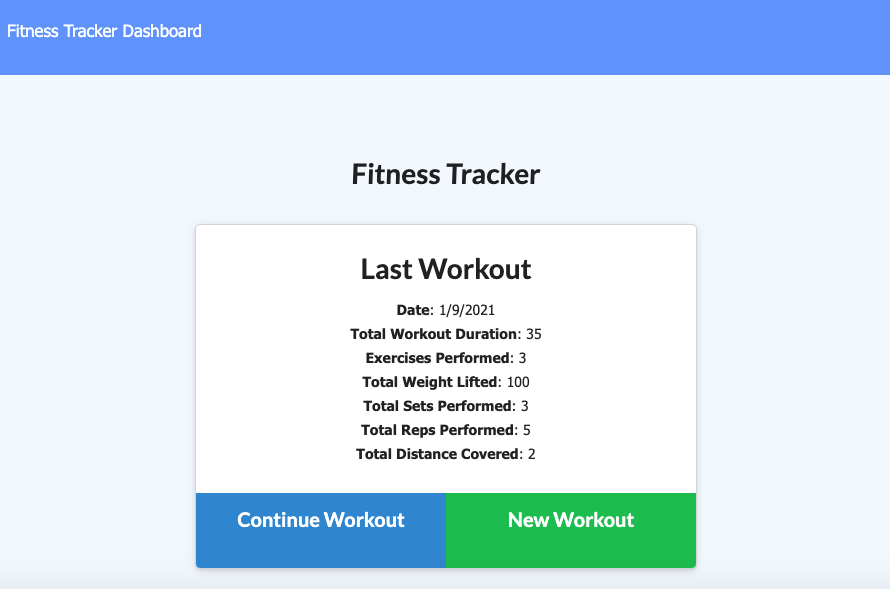 Fitness Tracker Dashboard
Fitness Tracker
Last Workout
Date: 1/9/2021
Total Workout Duration: 35
Exercises Performed: 3
Total Weight Lifted: 100
Total Sets Performed: 3
Total Reps Performed: 5
Total Distance Covered: 2
Continue Workout
New Workout